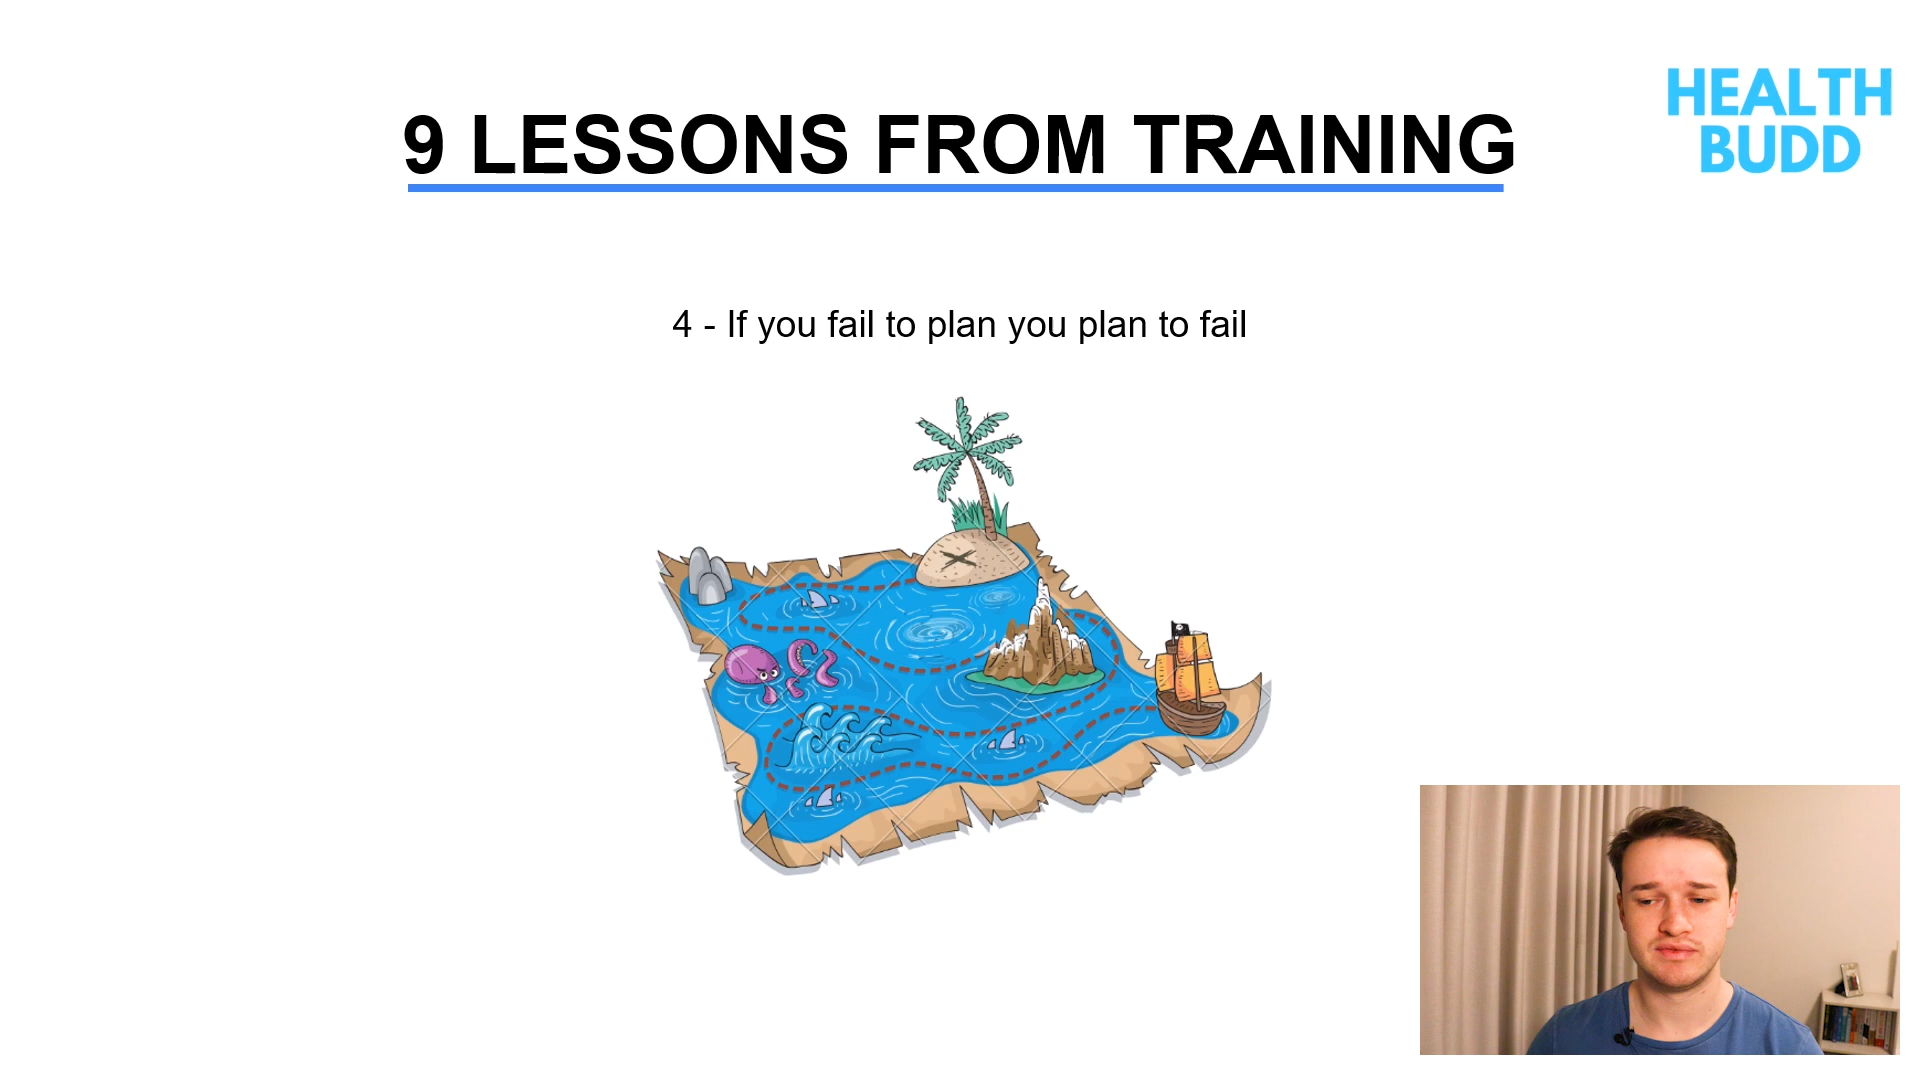 9 LESSONS FROM TRAINING
HEALTH
BUDD
4 - If you fail to plan you plan to fail